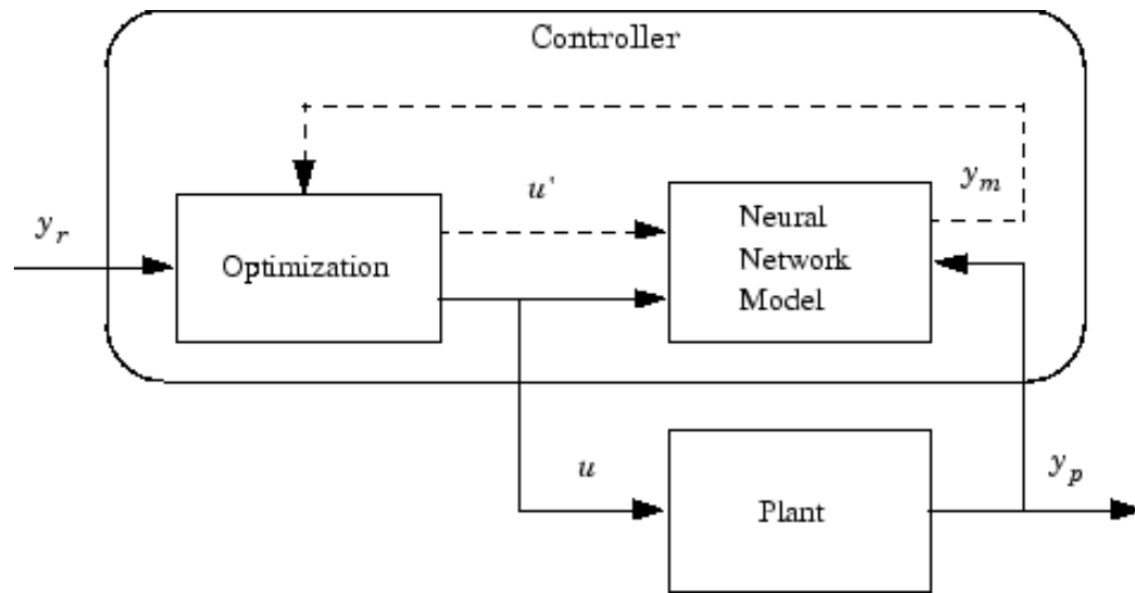 Controller
u'
y_m
y_r
Optimization
Neural
Network
Model
u
y_p
Plant